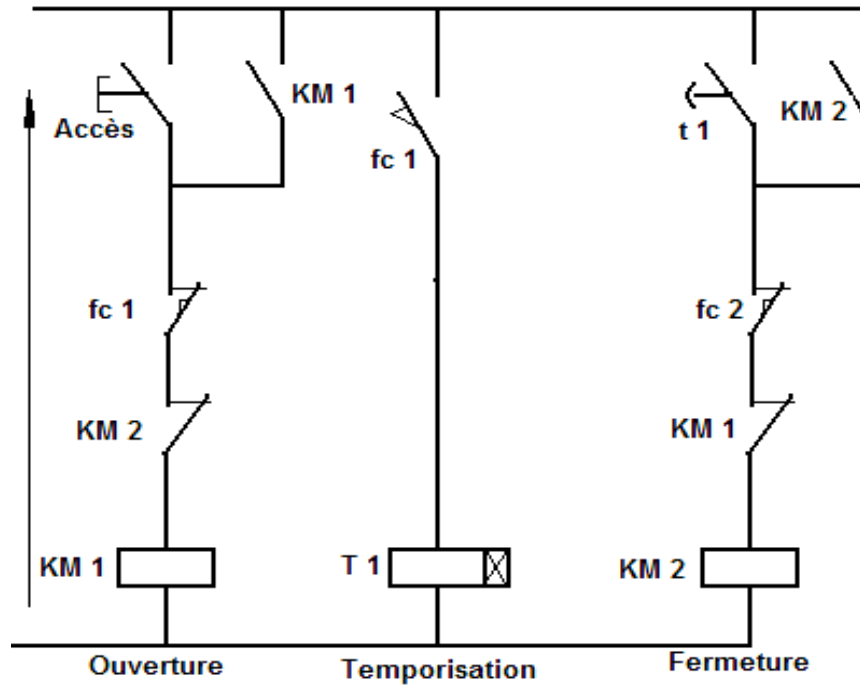 KM 1
Accès
fc 1
t 1
KM 2
fc 1
fc 2
KM 2
KM 1
KM 1
T 1
KM 2
Ouverture
Temporisation
Fermeture